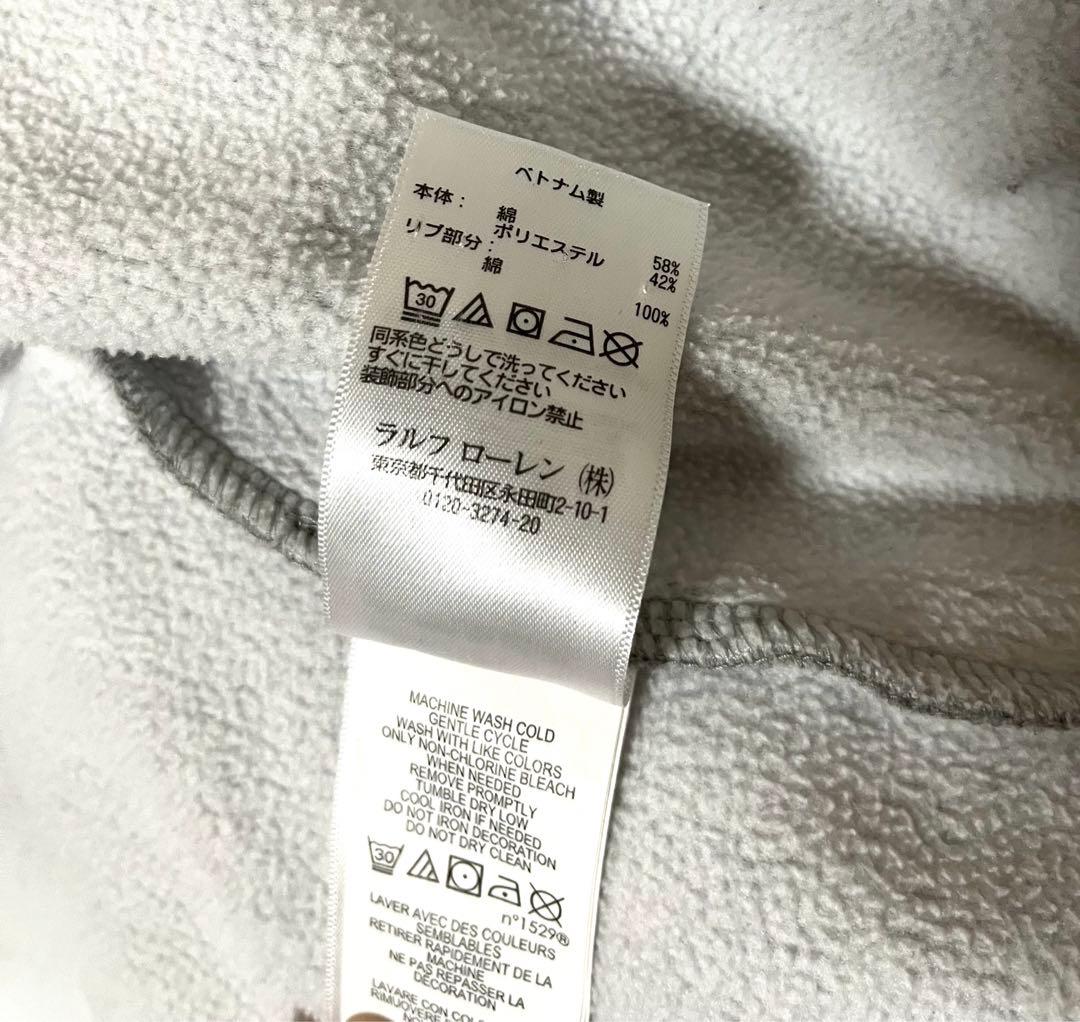 ベトナム製
本体: 綿 58%
ポリエステル 42%
リブ部分: 綿 100%
30
同系色どうしで洗ってください
すぐに干してください
装飾部分へのアイロン禁止
ラルフ ローレン (株)
東京都千代田区永田町2-10-1
0120-3274-20
MACHINE WASH COLD
GENTLE CYCLE
WASH WITH LIKE COLORS
ONLY NON-CHLORINE BLEACH
WHEN NEEDED
REMOVE PROMPTLY
TUMBLE DRY LOW
COOL IRON IF NEEDED
DO NOT IRON DECORATION
DO NOT DRY CLEAN
30
n°1529®
LAVER AVEC DES COULEURS
SEMBLABLES
RETIRER RAPIDEMENT DE LA
MACHINE
NE PAS REPASSER LA
DÉCORATION
LAVARE CON